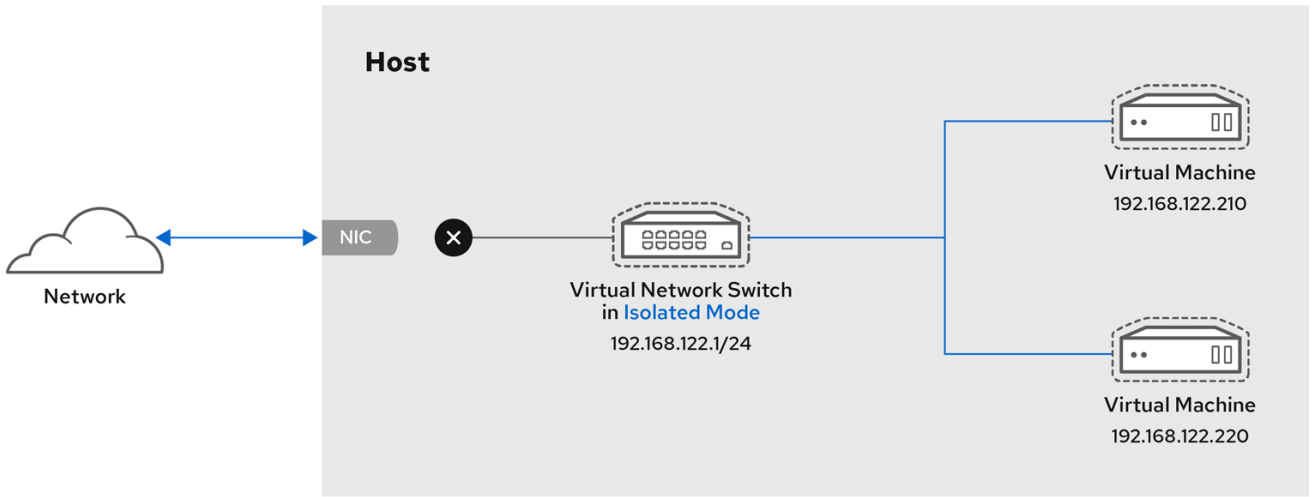 Host
Virtual Machine
192.168.122.210
NIC
Network
Virtual Network Switch
in Isolated Mode
192.168.122.1/24
Virtual Machine
192.168.122.220